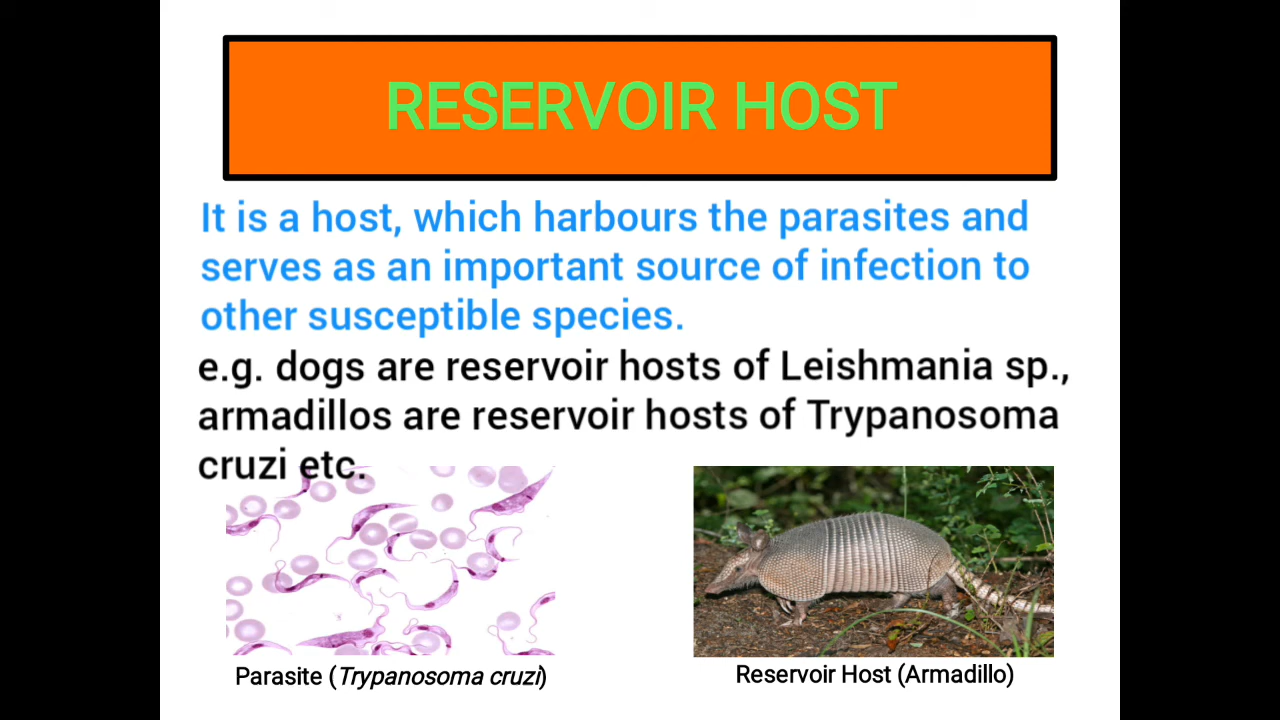 RESERVOIR HOST
It is a host, which harbours the parasites and
serves as an important source of infection to
other susceptible species.
e.g. dogs are reservoir hosts of Leishmania sp.,
armadillos are reservoir hosts of Trypanosoma
cruzi etc.
Parasite (Trypanosoma cruzi)
Reservoir Host (Armadillo)